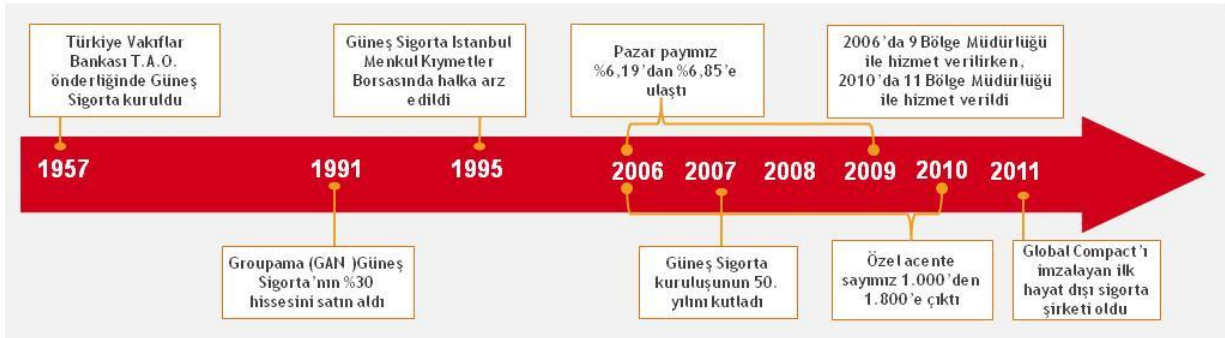 Türkiye Vakıflar
Bankası T.A.O.
önderliğinde Güneş
Sigorta kuruldu
Güneş Sigorta İstanbul
Menkul Kıymetler
Borsasında halka arz
edildi
Pazar payımız
%6,19'dan %6,85'e
ulaştı
2006'da 9 Bölge Müdürlüğü
ile hizmet verilirken,
2010'da 11 Bölge Müdürlüğü
ile hizmet verildi
1957
1991
1995
2006
2007
2008
2009
2010
2011
Groupama (GAN )Güneş
Sigorta'nın %30
hissesini satın aldı
Güneş Sigorta
kuruluşunun 50.
yılını kutladı
Özel acente
sayımız 1.000'den
1.800'e çıktı
Global Compact'ı
imzalayan ilk
hayat dışı sigorta
şirketi oldu